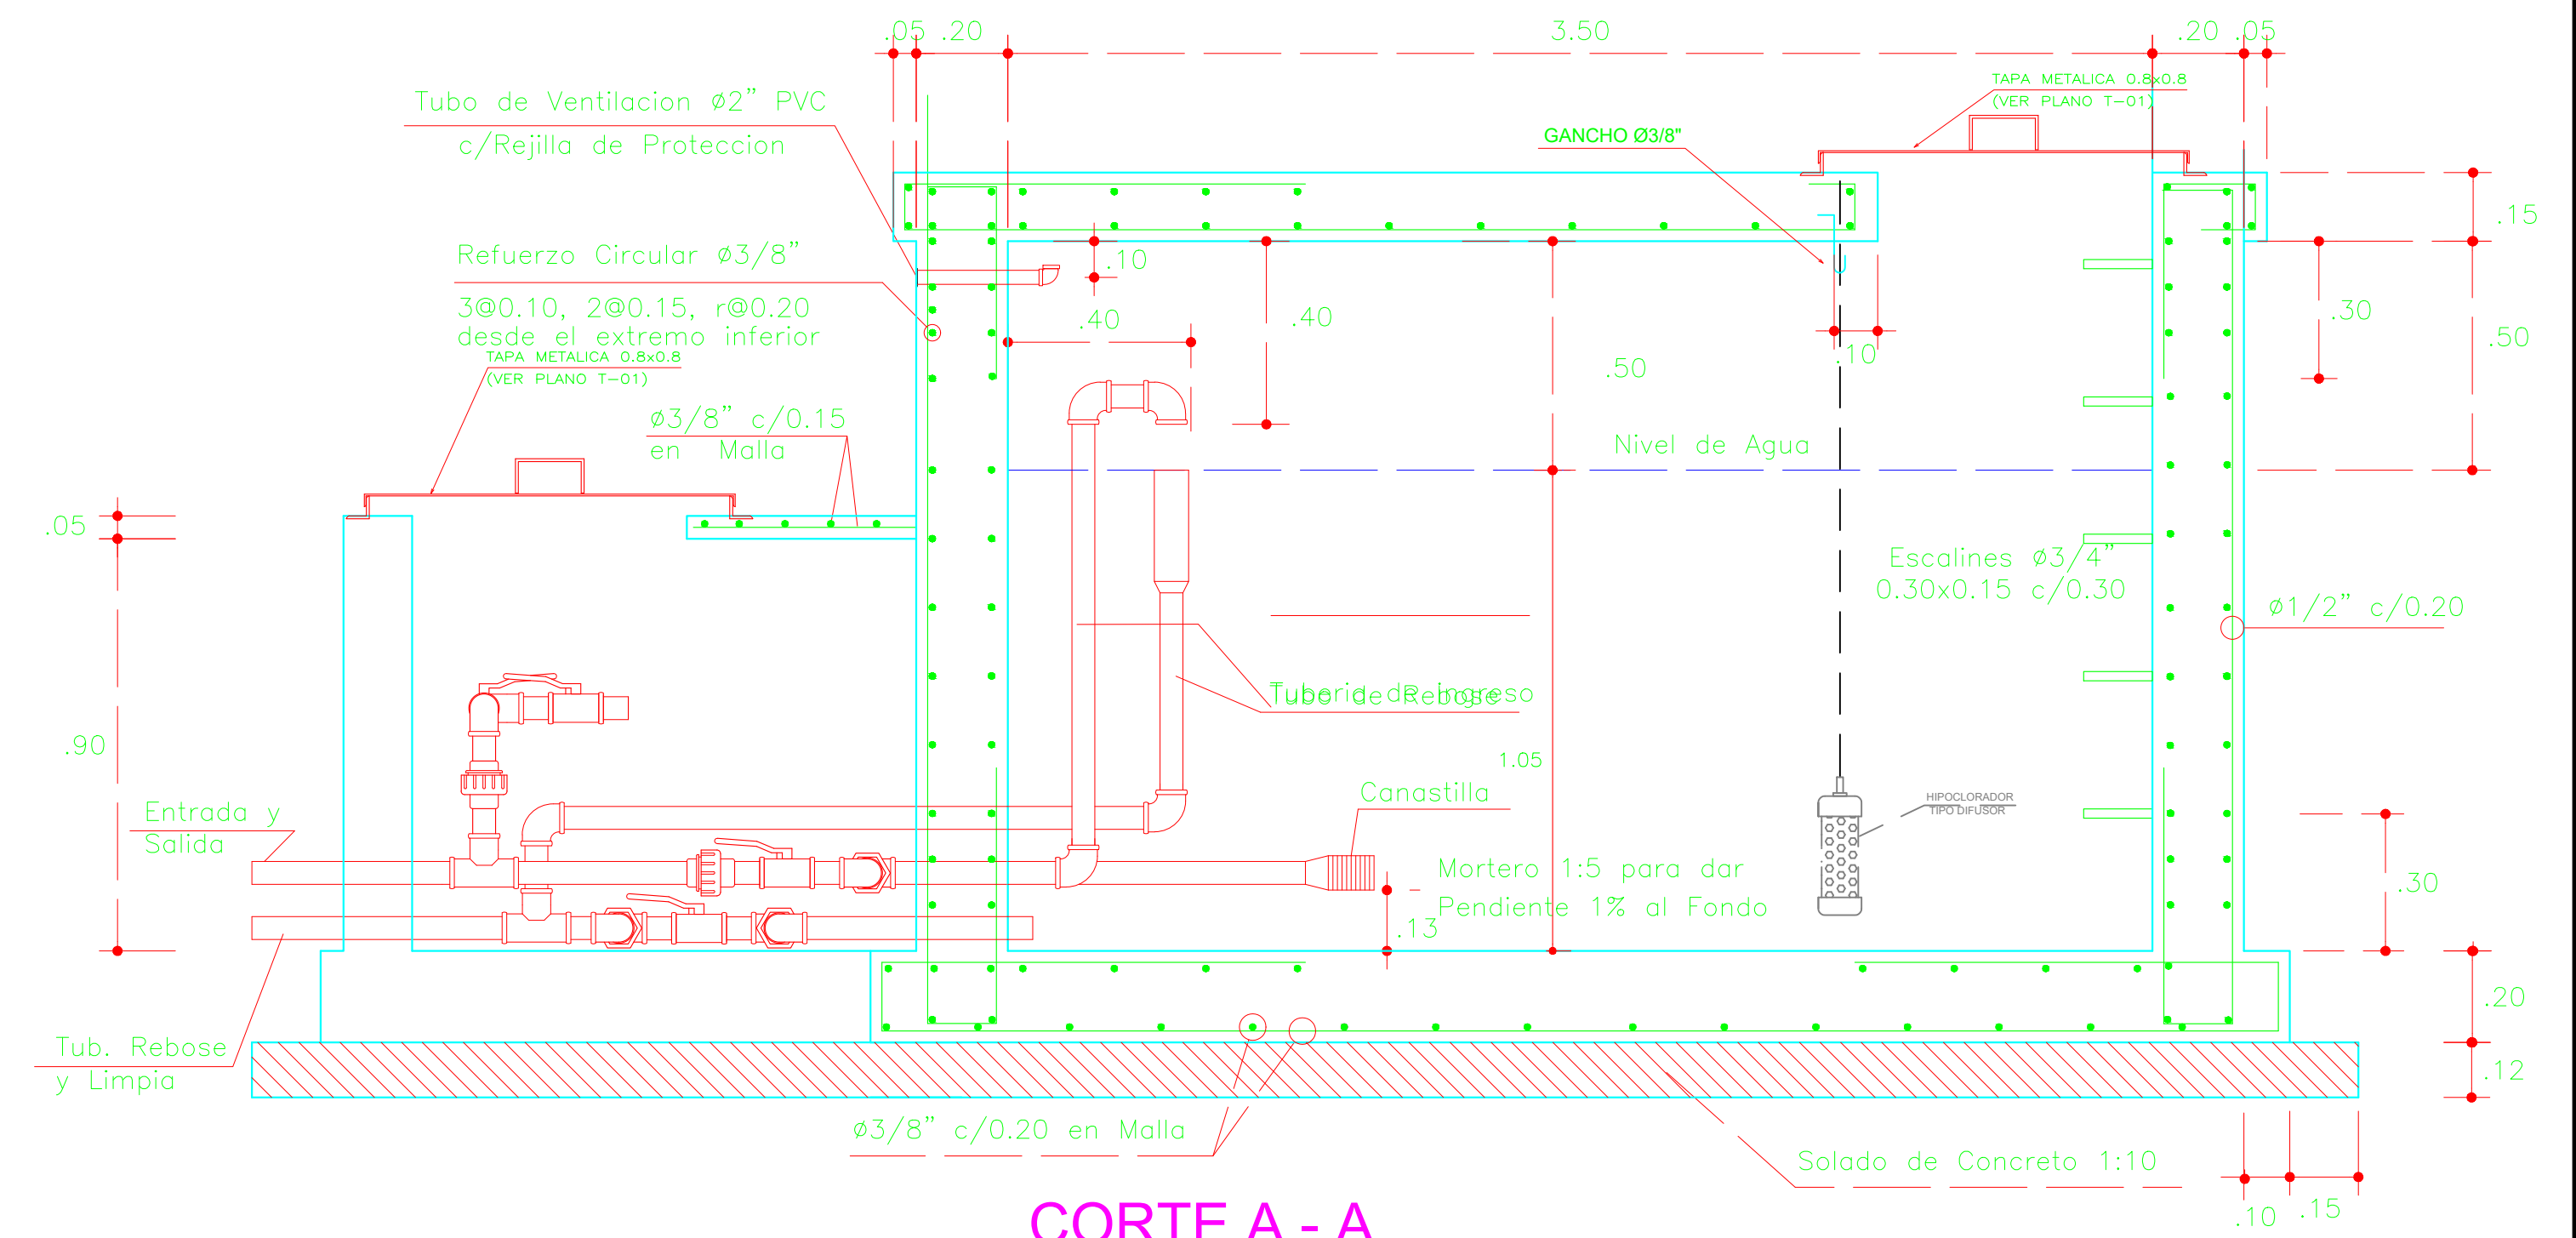 .05 .20 3.50 .20 .05
TAPA METALICA 0.8x0.8
(VER PLANO T-01)
Tubo de Ventilacion ø2" PVC
c/Rejilla de Proteccion
GANCHO Ø3/8"
.15
Refuerzo Circular ø3/8"
3@0.10, 2@0.15, r@0.20
desde el extremo inferior
.10
.40
.40
.10
.30
.50
.50
TAPA METALICA 0.8x0.8
(VER PLANO T-01)
ø3/8" c/0.15
en Malla
Nivel de Agua
.05
Escalines ø3/4"
0.30x0.15 c/0.30
ø1/2" c/0.20
Tuberia de Ingreso
Tubo de Rebose
.90
1.05
Canastilla
HIPOCLORADOR
TIPO DIFUSOR
Entrada y
Salida
Mortero 1:5 para dar
Pendiente 1% al Fondo
.13
.30
.20
Tub. Rebose
y Limpia
.12
ø3/8" c/0.20 en Malla
Solado de Concreto 1:10
.10 .15
CORTE A - A